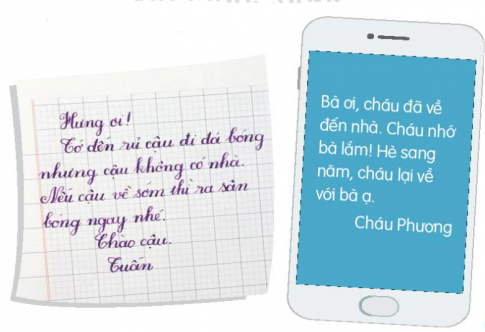 Hưng ơi!
Tớ đến rủ cậu đi đá bóng
nhưng cậu không có nhà.
Nếu cậu về sớm thì ra sân
bóng ngay nhé.
Chào cậu.
Tuấn
Bà ơi, cháu đã về
đến nhà. Cháu nhớ
bà lắm! Hè sang
năm, cháu lại về
với bà ạ.
Cháu Phương